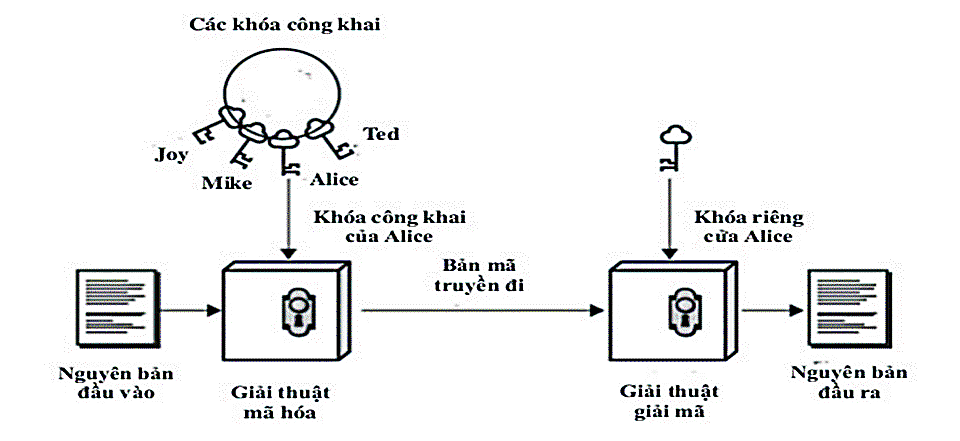 Các khóa công khai
Ted
Joy
Mike
Alice
Khóa công khai
của Alice
Khóa riêng
cửa Alice
Bản mã
truyền đi
Nguyên bản
đầu vào
Giải thuật
mã hóa
Giải thuật
giải mã
Nguyên bản
đầu ra